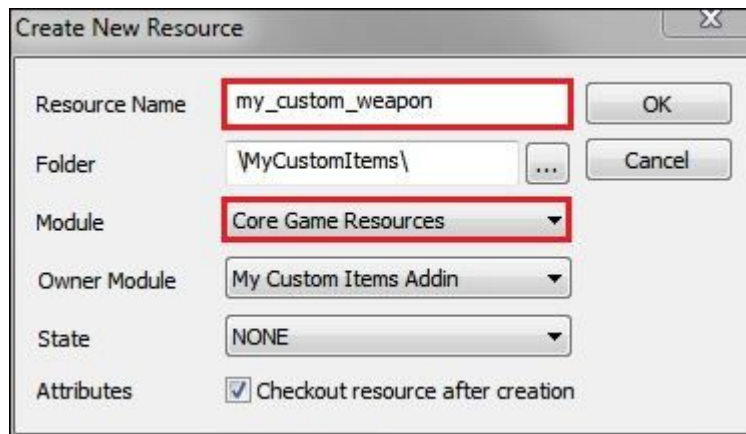 Create New Resource
Resource Name my_custom_weapon OK
Folder \MyCustomItems\ ... Cancel
Module Core Game Resources
Owner Module My Custom Items Addin
State NONE
Attributes Checkout resource after creation